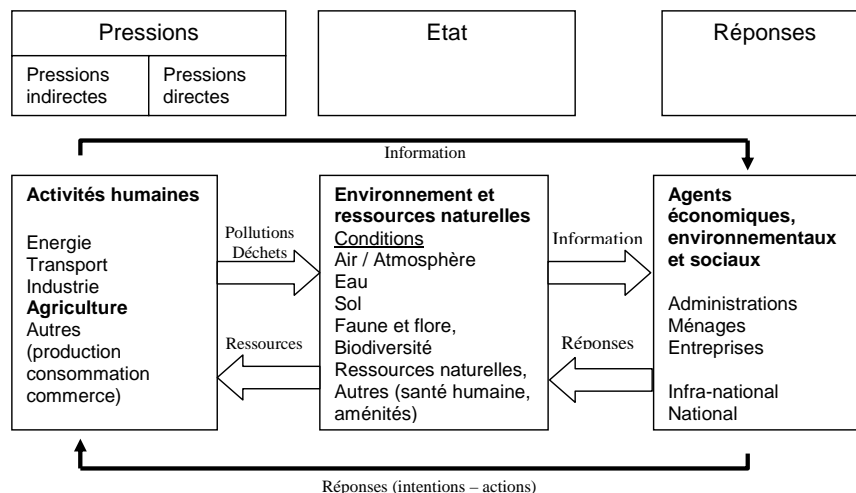 Pressions
Pressions
indirectes
Pressions
directes
Etat
Réponses
Information
Activités humaines
Energie
Transport
Industrie
Agriculture
Autres
(production
consommation
commerce)
Pollutions
Déchets
Ressources
Environnement et
ressources naturelles
Conditions
Air / Atmosphère
Eau
Sol
Faune et flore,
Biodiversité
Ressources naturelles,
Autres (santé humaine,
aménités)
Information
Réponses
Agents
économiques,
environnementaux
et sociaux
Administrations
Ménages
Entreprises
Infra-national
National
Réponses (intentions – actions)